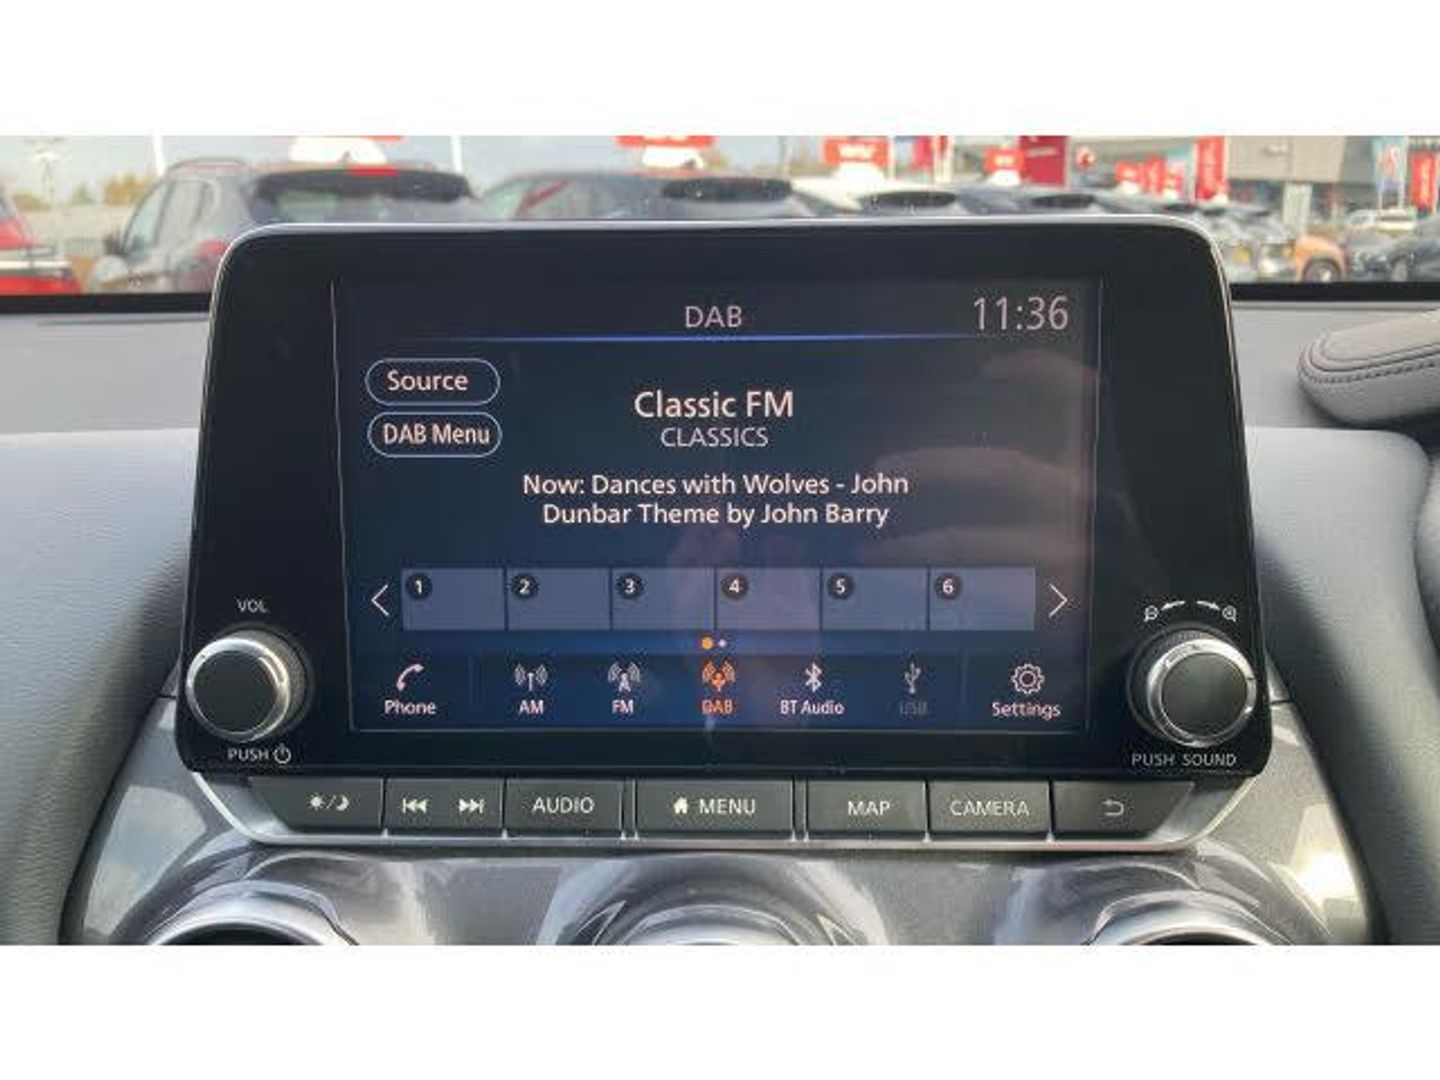 DAB
11:36
Source
DAB Menu
Classic FM
CLASSICS
Now: Dances with Wolves - John
Dunbar Theme by John Barry
1 2 3 4 5 6
Phone AM FM DAB BT Audio USB Settings
VOL
PUSH
PUSH SOUND
AUDIO MENU MAP CAMERA